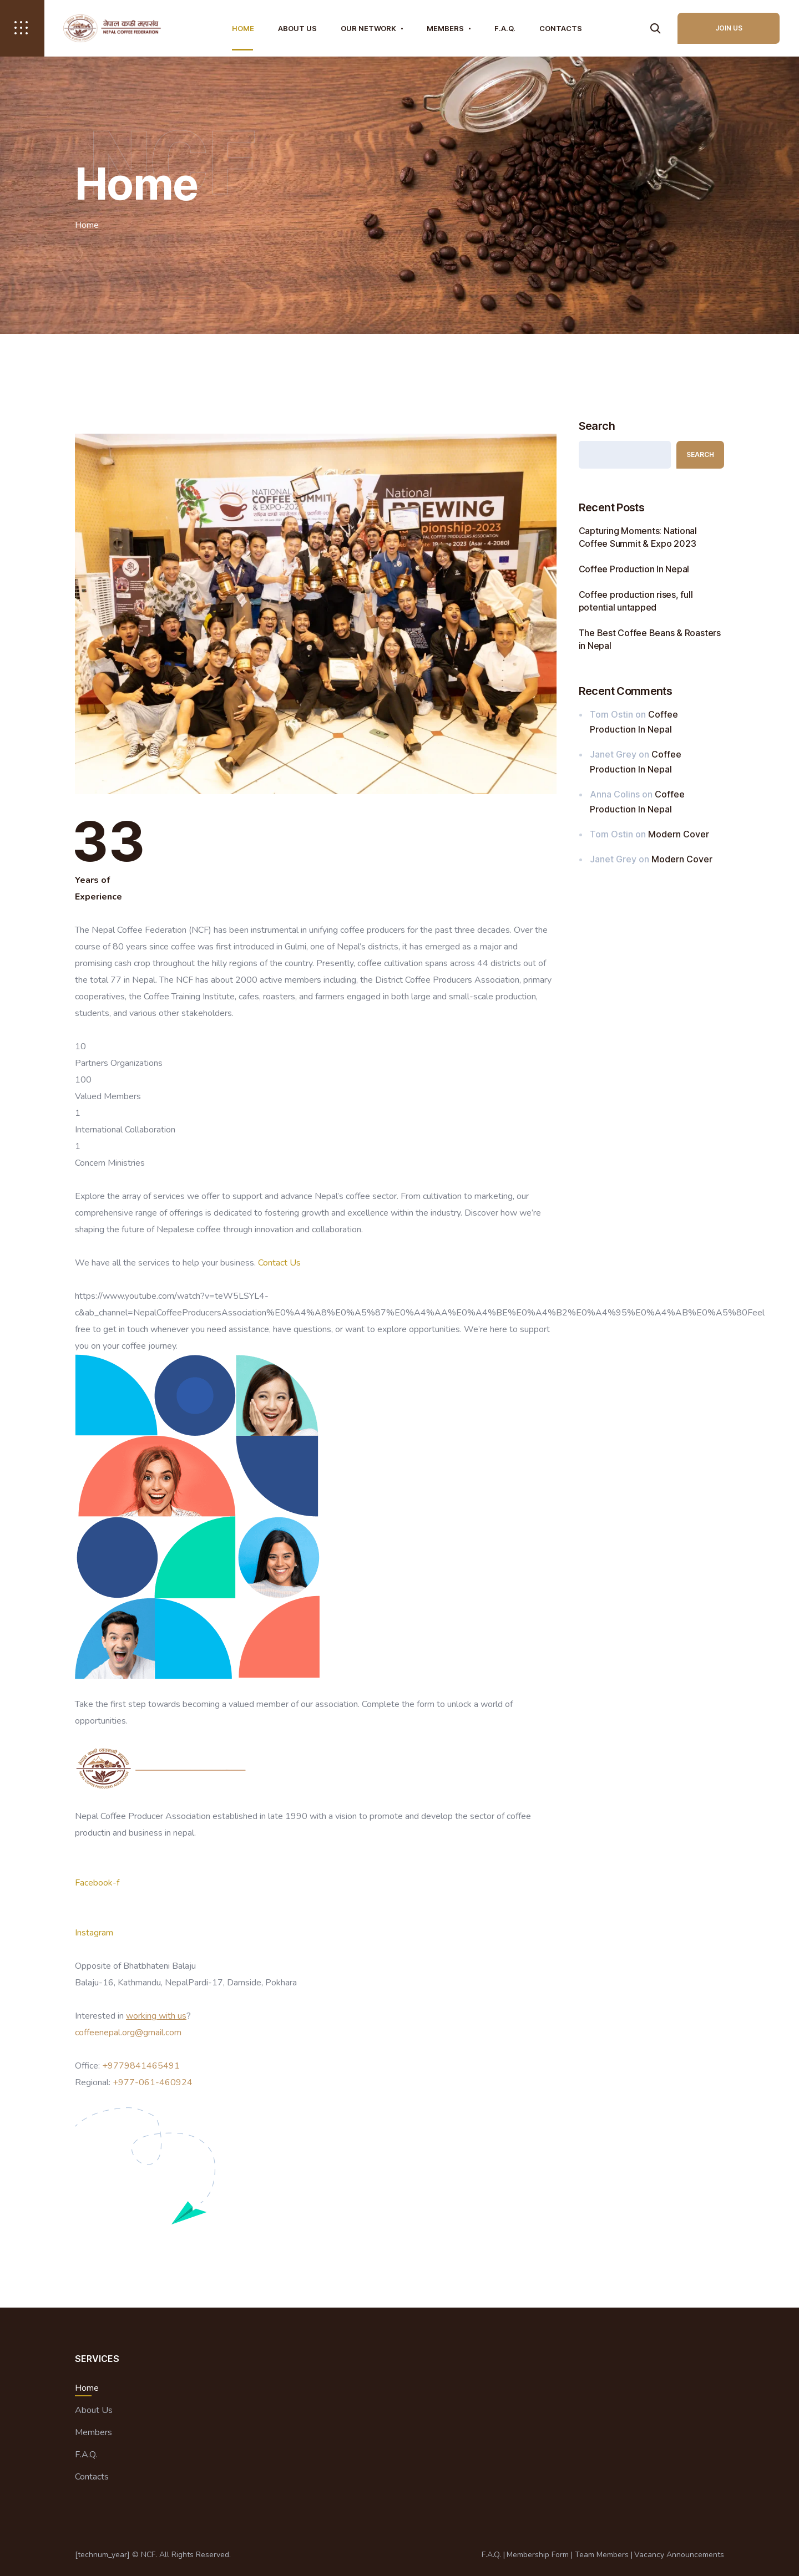 नेपाल काफी महासंघ
NEPAL COFFEE FEDERATION
HOME
ABOUT US
OUR NETWORK
MEMBERS
F.A.Q.
CONTACTS
JOIN US
Home
Home
NATIONAL
COFFEE SUMMIT
& EXPO-2023
National
BREWING
Championship-2023
33
Years of
Experience
The Nepal Coffee Federation (NCF) has been instrumental in unifying coffee producers for the past three decades. Over the
course of 80 years since coffee was first introduced in Gulmi, one of Nepal's districts, it has emerged as a major and
promising cash crop throughout the hilly regions of the country. Presently, coffee cultivation spans across 44 districts out of
the total 77 in Nepal. The NCF has about 2000 active members including, the District Coffee Producers Association, primary
cooperatives, the Coffee Training Institute, cafes, roasters, and farmers engaged in both large and small-scale production,
students, and various other stakeholders.
10
Partners Organizations
100
Valued Members
1
International Collaboration
1
Concern Ministries
Explore the array of services we offer to support and advance Nepal's coffee sector. From cultivation to marketing, our
comprehensive range of offerings is dedicated to fostering growth and excellence within the industry. Discover how we're
shaping the future of Nepalese coffee through innovation and collaboration.
We have all the services to help your business. Contact Us
https://www.youtube.com/watch?v=teW5LSYL4-
c&ab_channel=NepalCoffeeProducersAssociation%E0%A4%A8%E0%A5%87%E0%A4%AA%E0%A4%BE%E0%A4%B2%E0%A4%95%E0%A4%AB%E0%A5%80Feel
free to get in touch whenever you need assistance, have questions, or want to explore opportunities. We're here to support
you on your coffee journey.
Take the first step towards becoming a valued member of our association. Complete the form to unlock a world of
opportunities.
Nepal Coffee Producer Association established in late 1990 with a vision to promote and develop the sector of coffee
productin and business in nepal.
Facebook-f
Instagram
Opposite of Bhatbhateni Balaju
Balaju-16, Kathmandu, NepalPardi-17, Damside, Pokhara
Interested in working with us?
coffeenepal.org@gmail.com
Office: +9779841465491
Regional: +977-061-460924
Search
SEARCH
Recent Posts
Capturing Moments: National
Coffee Summit & Expo 2023
Coffee Production In Nepal
Coffee production rises, full
potential untapped
The Best Coffee Beans & Roasters
in Nepal
Recent Comments
Tom Ostin on Coffee
Production In Nepal
Janet Grey on Coffee
Production In Nepal
Anna Colins on Coffee
Production In Nepal
Tom Ostin on Modern Cover
Janet Grey on Modern Cover
SERVICES
Home
About Us
Members
F.A.Q.
Contacts
[technum_year] © NCF. All Rights Reserved.
F.A.Q. | Membership Form | Team Members | Vacancy Announcements